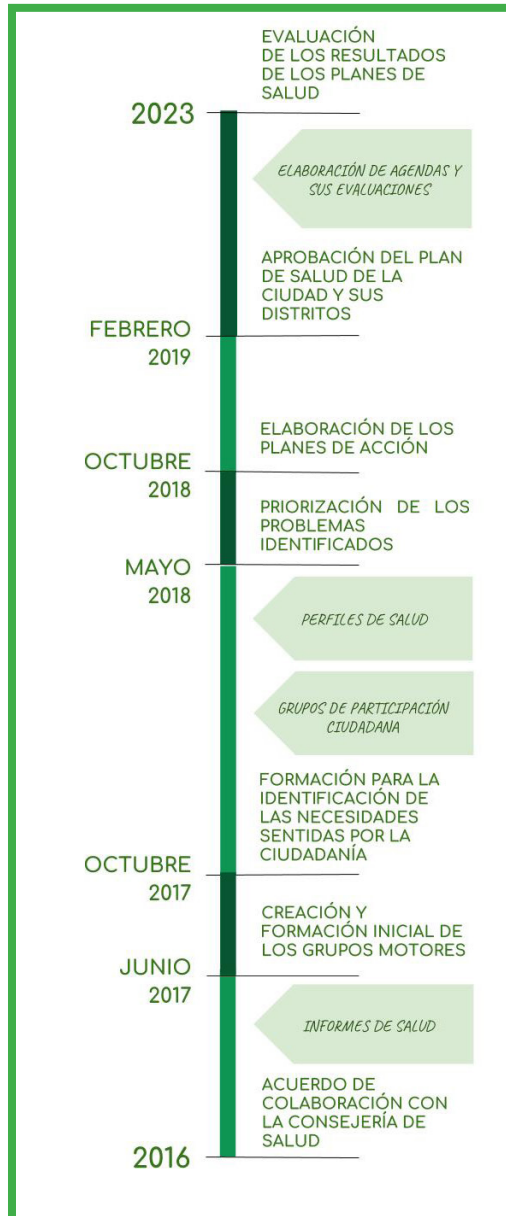 EVALUACIÓN
DE LOS RESULTADOS
DE LOS PLANES DE
SALUD
2023
ELABORACIÓN DE AGENDAS Y
SUS EVALUACIONES
APROBACIÓN DEL PLAN
DE SALUD DE LA
CIUDAD Y SUS
DISTRITOS
FEBRERO
2019
ELABORACIÓN DE LOS
PLANES DE ACCIÓN
OCTUBRE
2018
PRIORIZACIÓN DE LOS
PROBLEMAS
IDENTIFICADOS
MAYO
2018
PERFILES DE SALUD
GRUPOS DE PARTICIPACIÓN
CIUDADANA
FORMACIÓN PARA LA
IDENTIFICACIÓN DE
LAS NECESIDADES
SENTIDAS POR LA
CIUDADANÍA
OCTUBRE
2017
CREACIÓN Y
FORMACIÓN INICIAL DE
LOS GRUPOS MOTORES
JUNIO
2017
INFORMES DE SALUD
ACUERDO DE
COLABORACIÓN CON
LA CONSEJERÍA DE
SALUD
2016